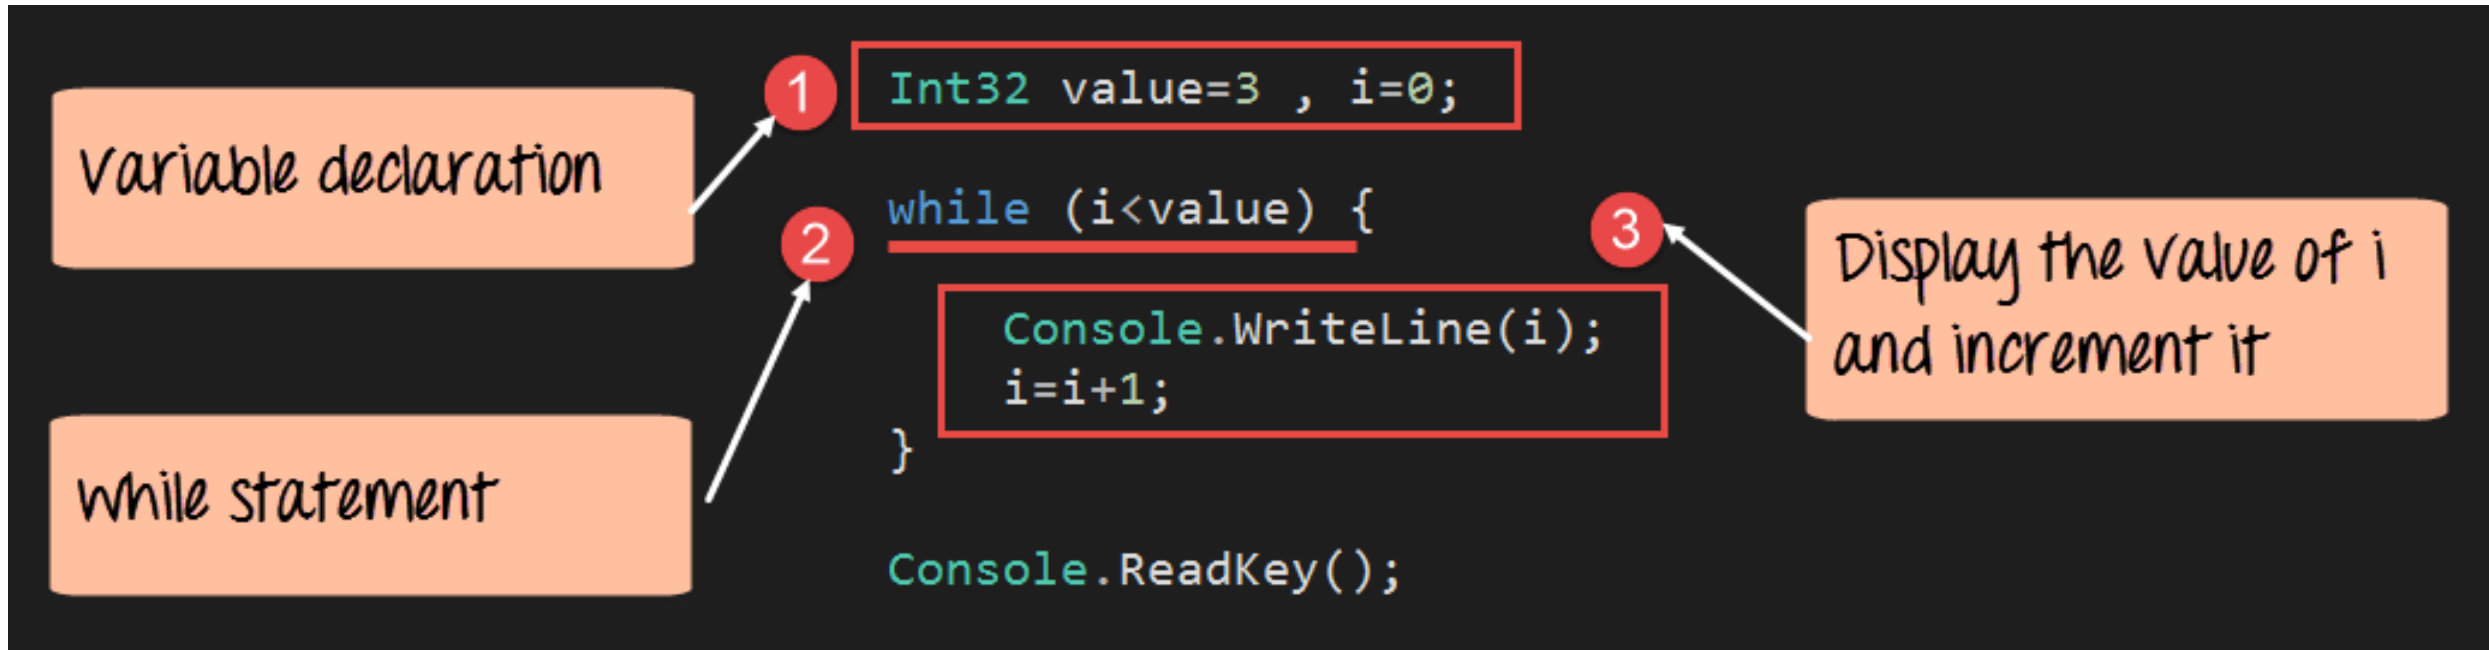 1
Int32 value=3 , i=0;
Variable declaration
while (i<value) {
2
3
Display the value of i
and increment it
Console.WriteLine(i);
i=i+1;
}
While statement
Console.ReadKey();